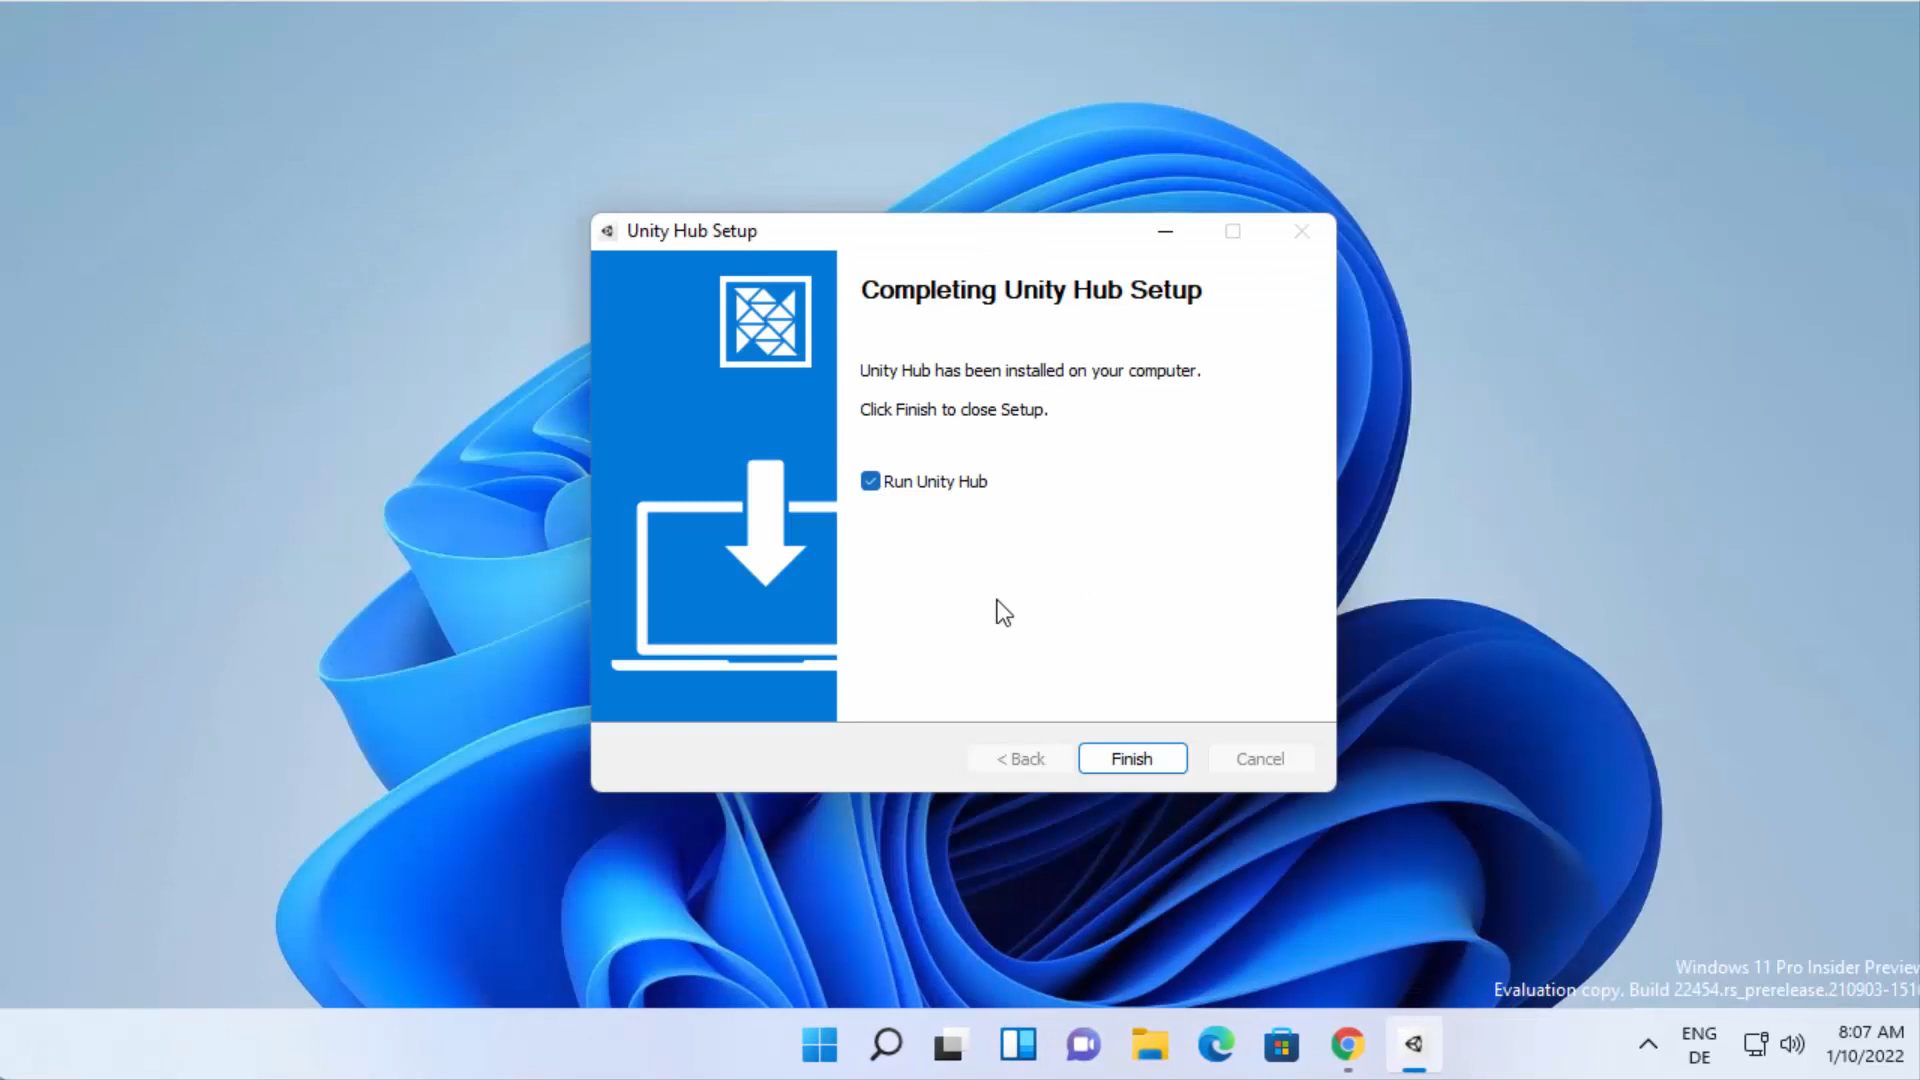 Unity Hub Setup
Completing Unity Hub Setup
Unity Hub has been installed on your computer.
Click Finish to close Setup.
Run Unity Hub
< Back
Finish
Cancel
Windows 11 Pro Insider Preview
Evaluation copy. Build 22454.rs_prerelease.210903-151
ENG
DE
8:07 AM
1/10/2022